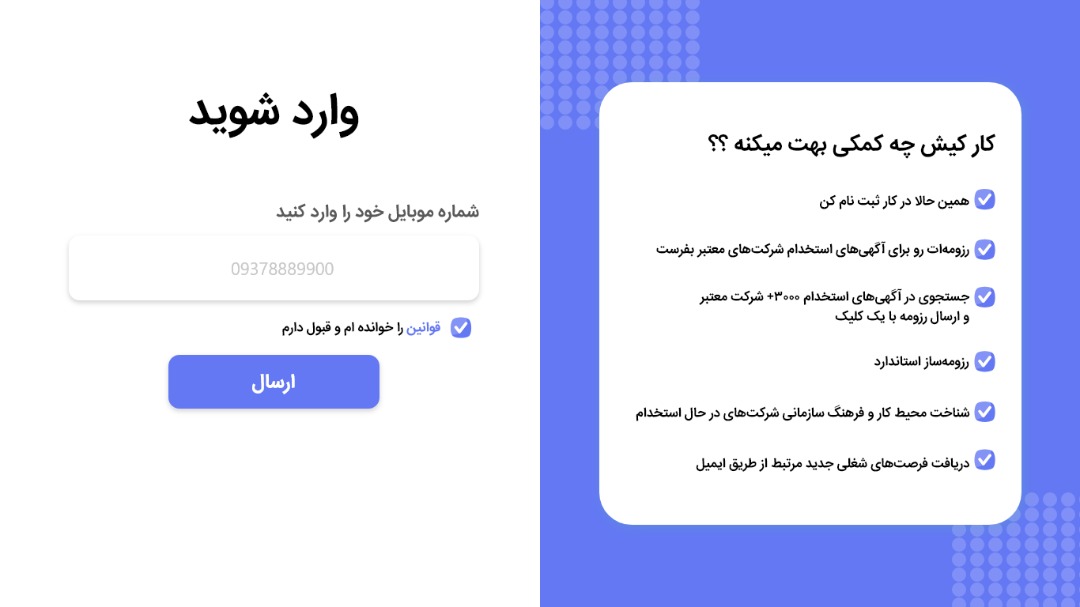 کار کیش چه کمکی بهت میکنه ؟؟
همین حالا در کار ثبت نام کن
رزومه‌ات رو برای آگهی‌های استخدام شرکت‌های معتبر بفرست
جستجوی در آگهی‌های استخدام ۳۰۰۰+ شرکت معتبر
و ارسال رزومه با یک کلیک
رزومه‌ساز استاندارد
شناخت محیط کار و فرهنگ سازمانی شرکت‌های در حال استخدام
دریافت فرصت‌های شغلی جدید مرتبط از طریق ایمیل
وارد شوید
شماره موبایل خود را وارد کنید
09378889900
قوانین را خوانده ام و قبول دارم
ارسال